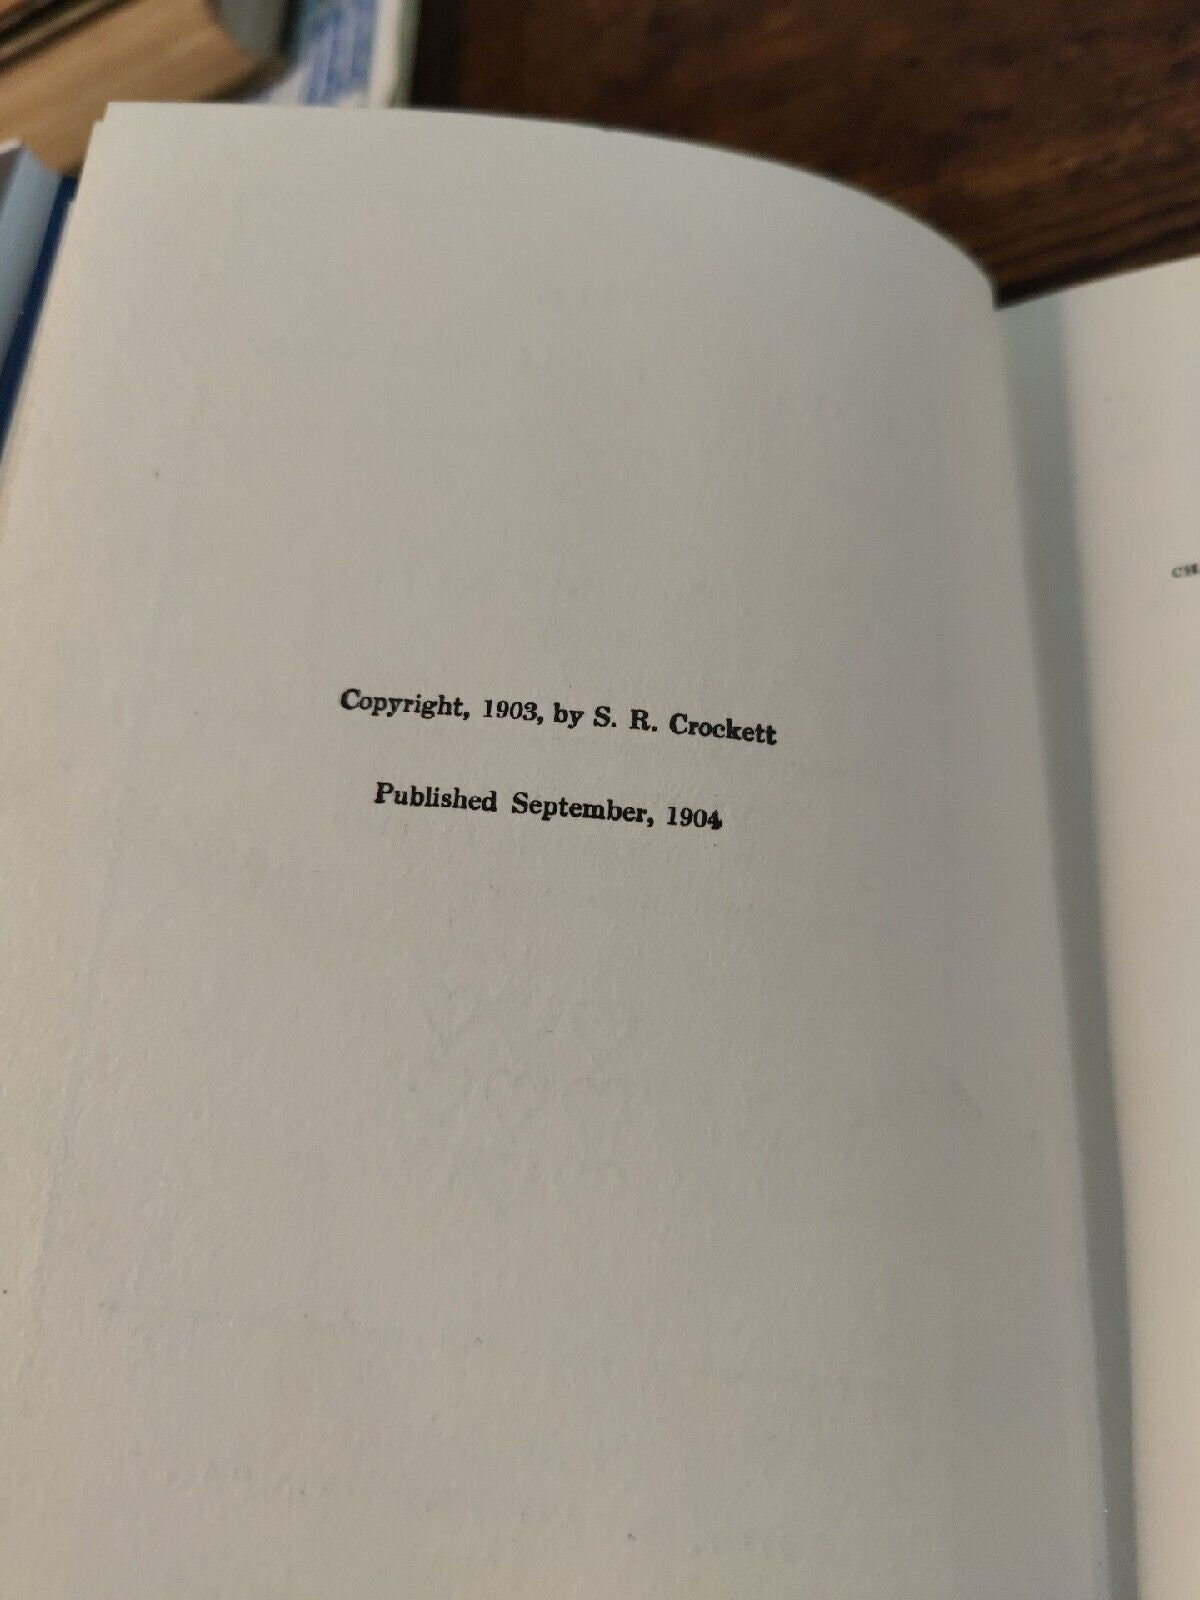 Copyright, 1903, by S. R. Crockett
Published September, 1904